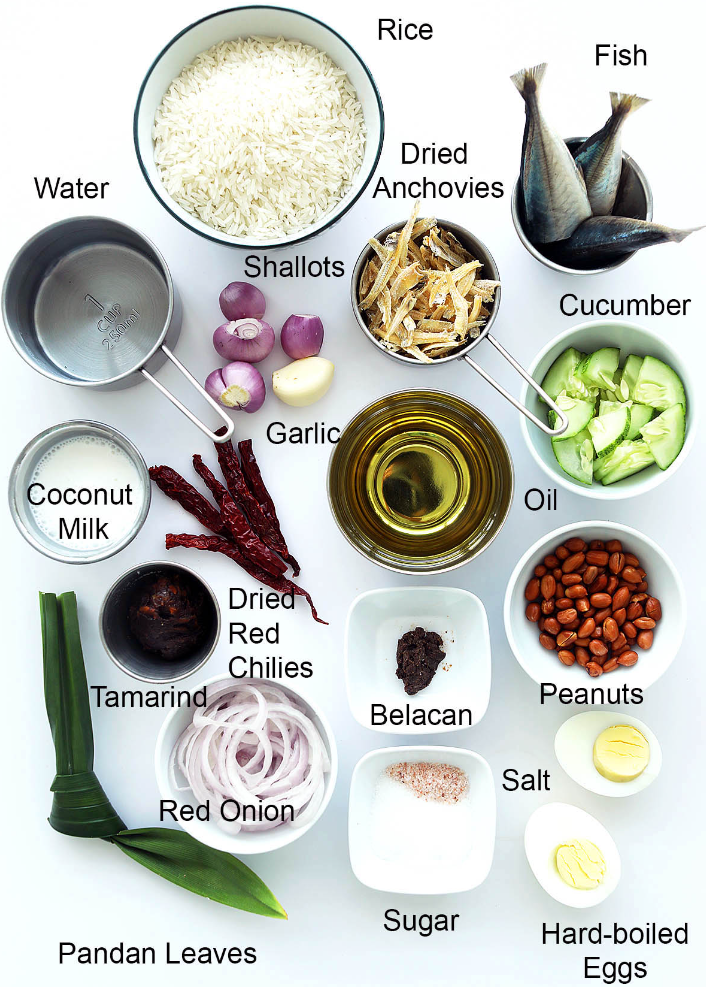 Rice
Fish
Dried
Anchovies
Water
Shallots
Cucumber
1
CUP
250ml
Garlic
Coconut
Milk
Oil
Dried
Red
Chilies
Tamarind
Peanuts
Belacan
Red Onion
Salt
Sugar
Hard-boiled
Eggs
Pandan Leaves